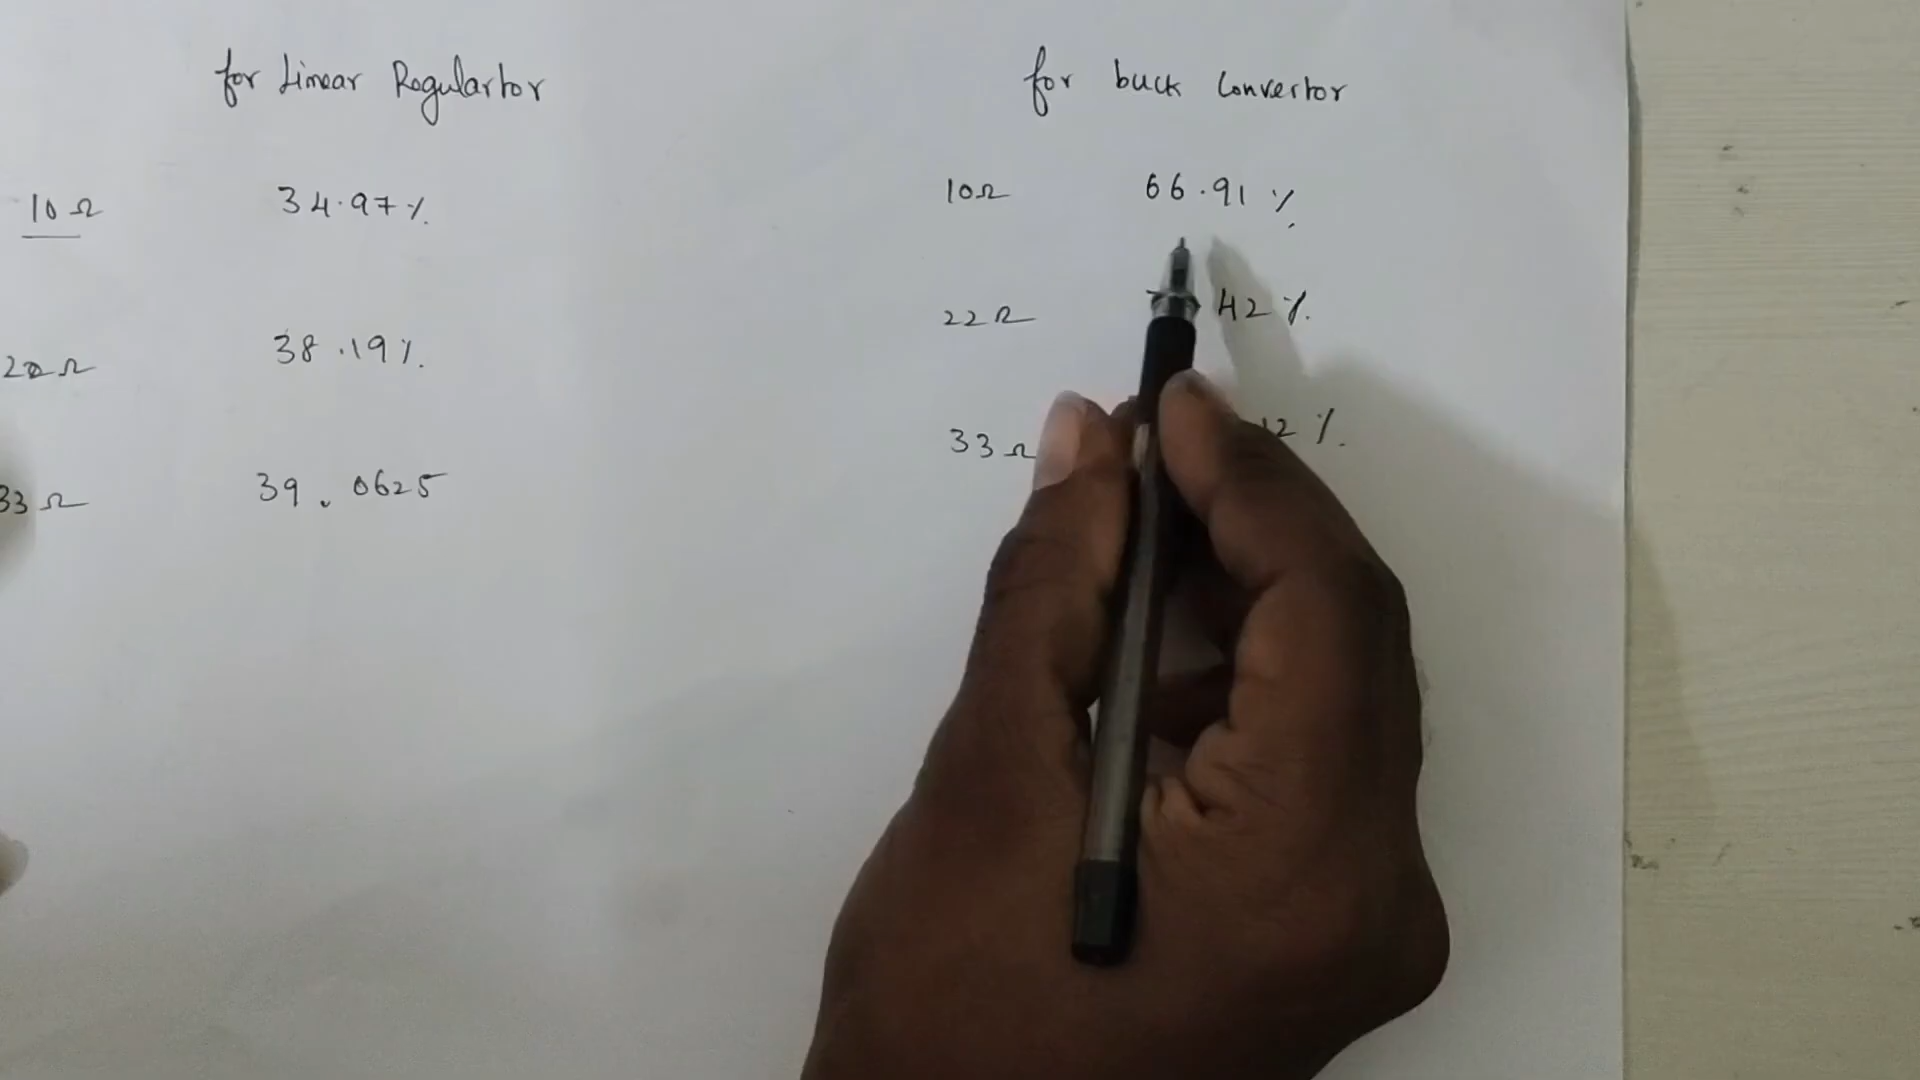 for Linear Regulartor
10Ω 34.97%
22Ω 38.19%
33Ω 39.0625
for buck Convertor
10Ω 66.91%
22Ω 42%
33Ω 12%